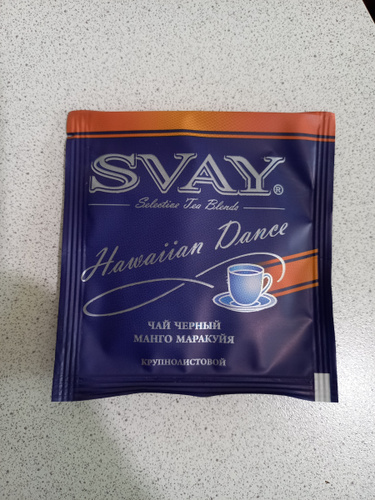 SVAY®
Selective Tea Blends
Hawaiian Dance
ЧАЙ ЧЕРНЫЙ
МАНГО МАРАКУЙЯ
КРУПНОЛИСТОВОЙ